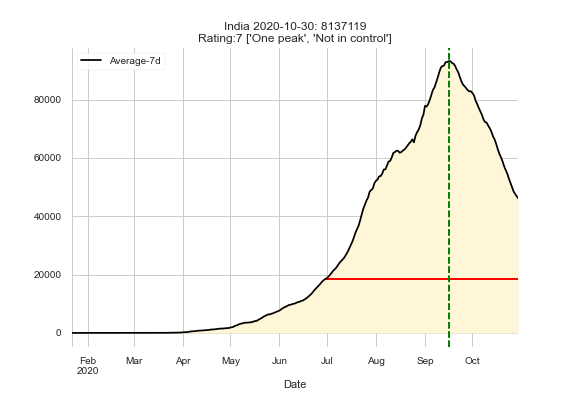 India 2020-10-30: 8137119
Rating:7 ['One peak', 'Not in control']
Average-7d
80000
60000
40000
20000
0
Feb Mar Apr May Jun Jul Aug Sep Oct
2020
Date